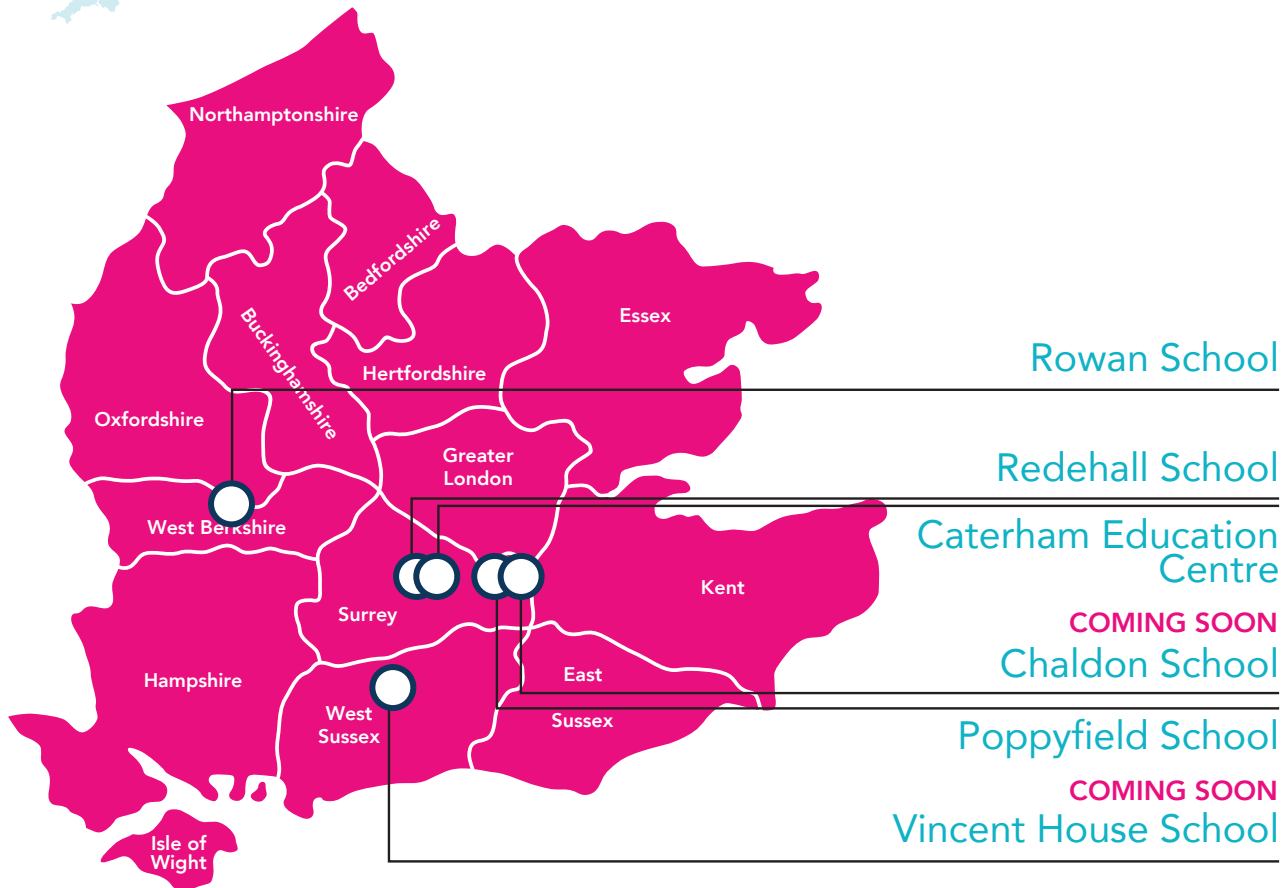 Northamptonshire
Bedfordshire
Buckinghamshire
Essex
Hertfordshire
Oxfordshire
Greater
London
West Berkshire
Kent
Surrey
Hampshire
East
Sussex
West
Sussex
Isle of
Wight
Rowan School
Redehall School
Caterham Education
Centre
COMING SOON
Chaldon School
Poppyfield School
COMING SOON
Vincent House School